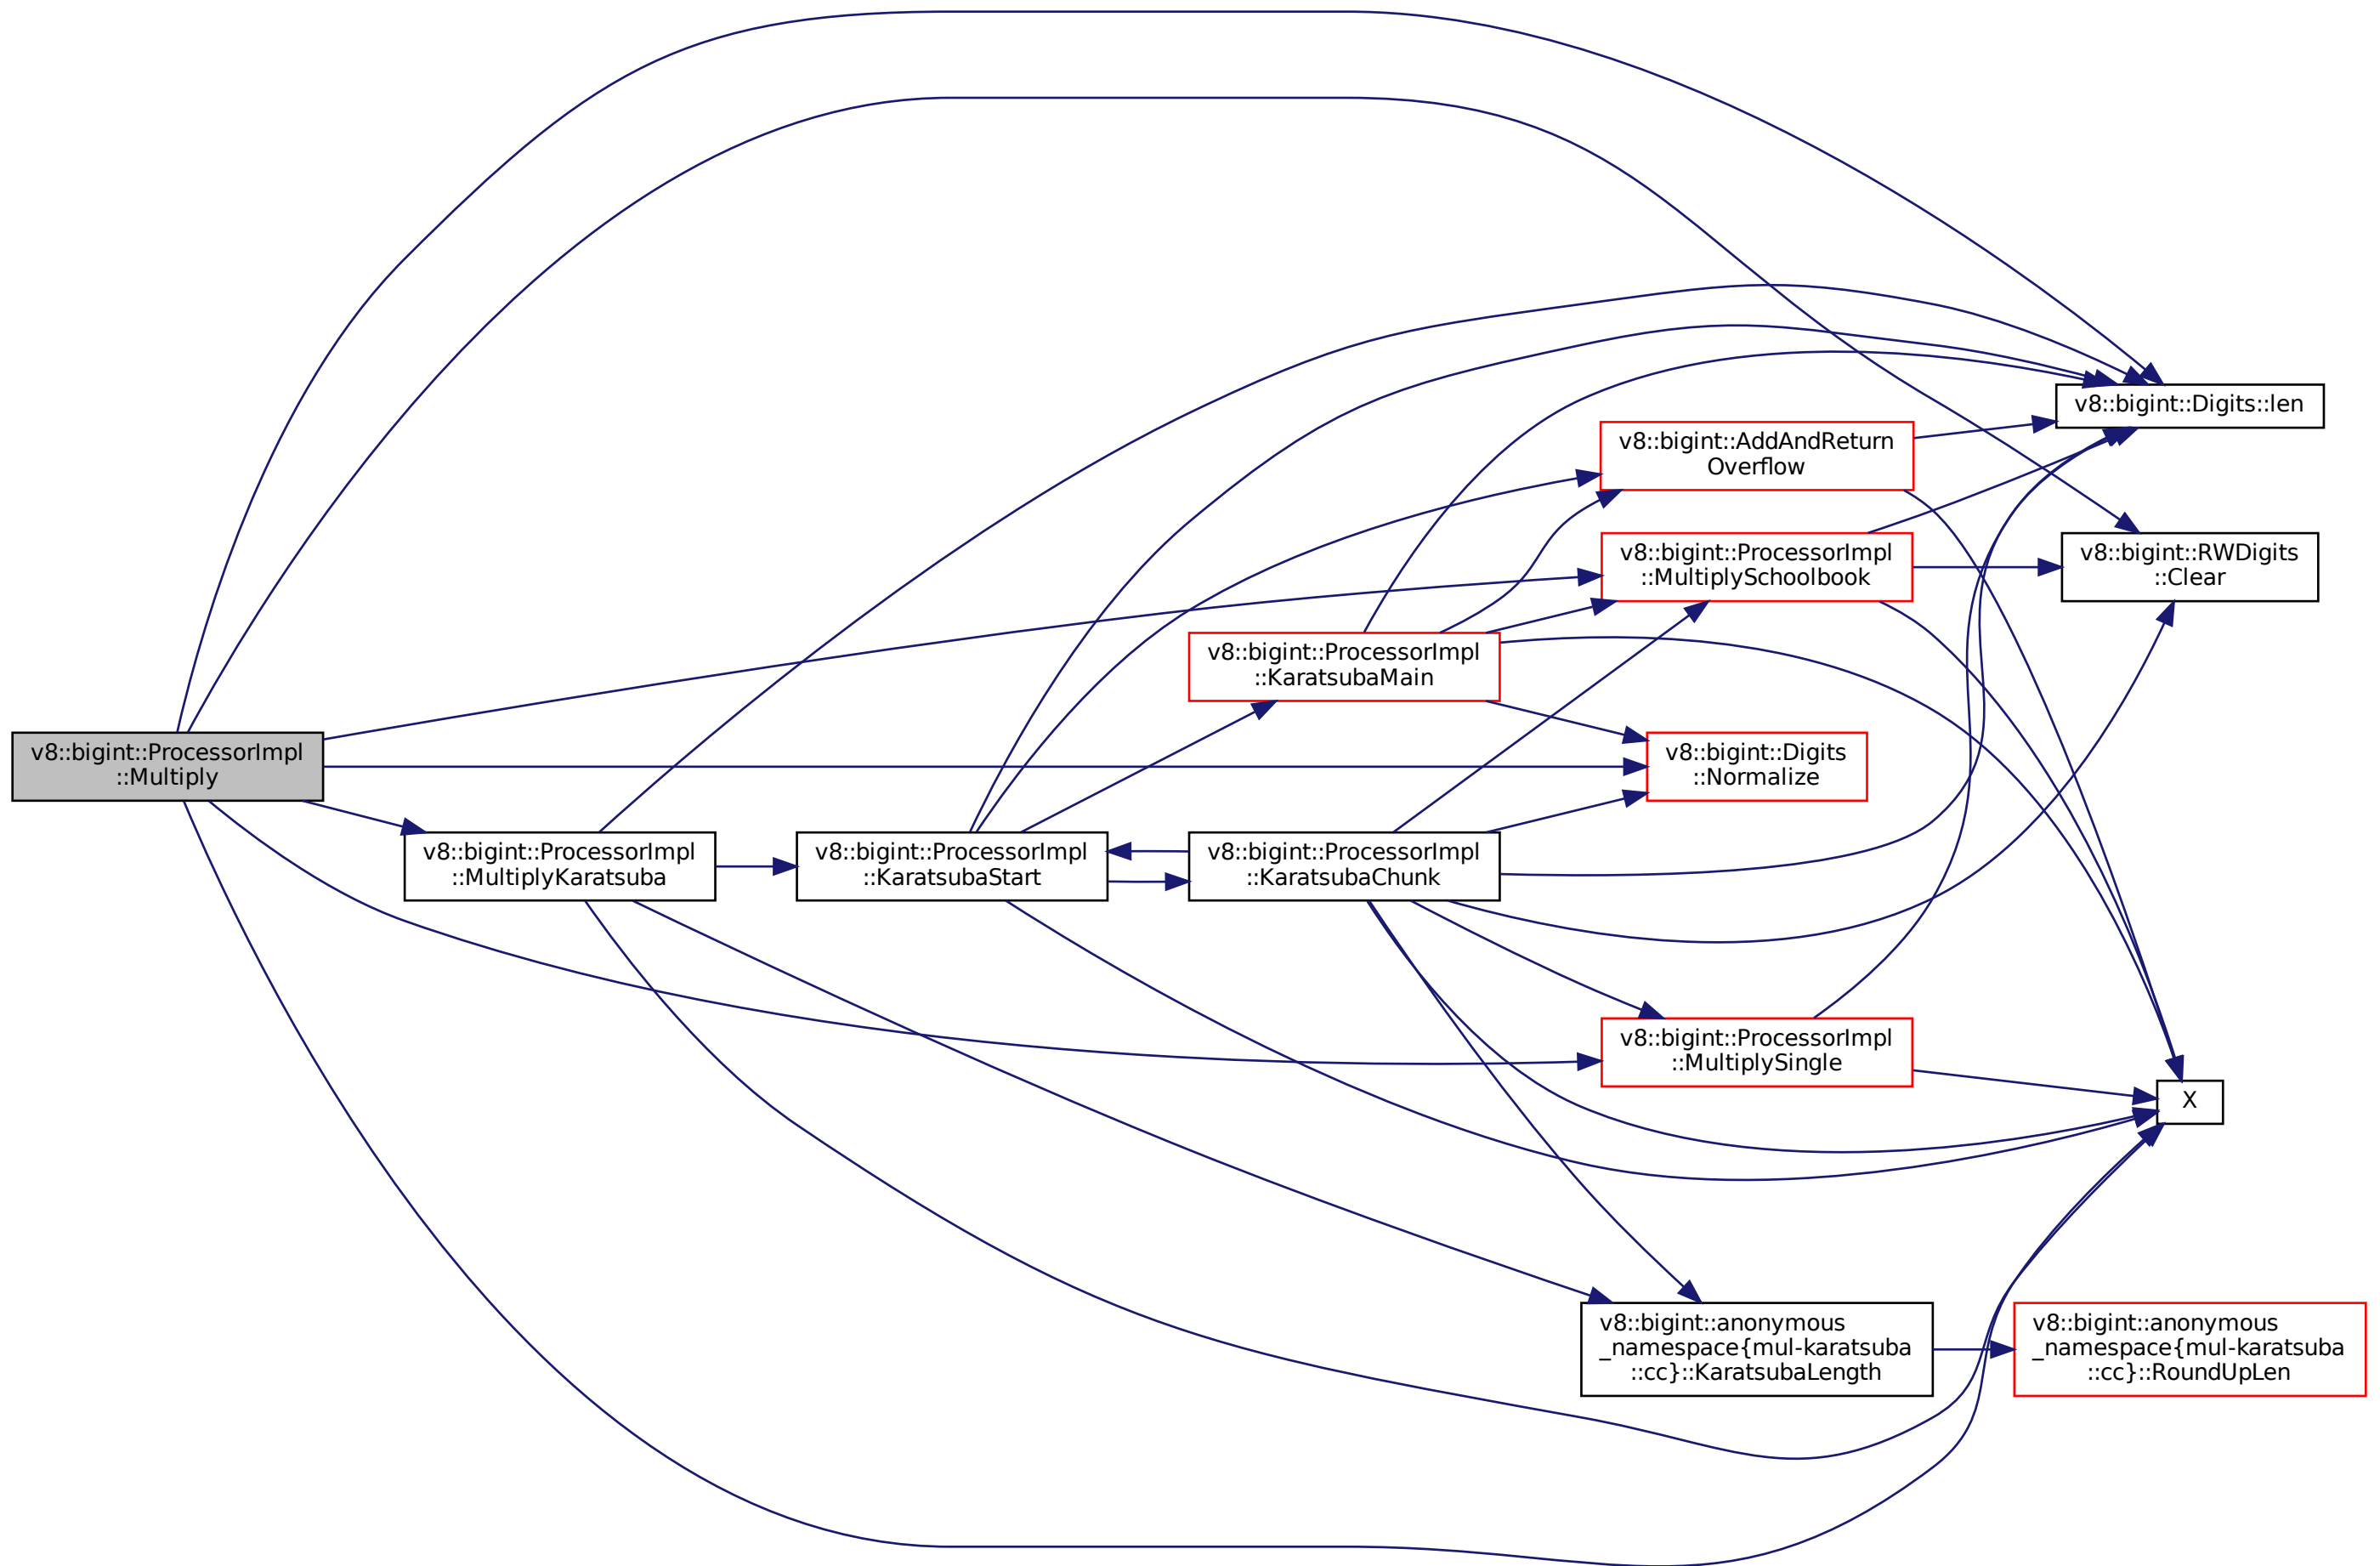 v8::bigint::ProcessorImpl
::Multiply
v8::bigint::ProcessorImpl
::MultiplyKaratsuba
v8::bigint::ProcessorImpl
::KaratsubaStart
v8::bigint::ProcessorImpl
::KaratsubaMain
v8::bigint::ProcessorImpl
::KaratsubaChunk
v8::bigint::AddAndReturn
Overflow
v8::bigint::ProcessorImpl
::MultiplySchoolbook
v8::bigint::Digits
::Normalize
v8::bigint::ProcessorImpl
::MultiplySingle
v8::bigint::anonymous
_namespace{mul-karatsuba
::cc}::KaratsubaLength
v8::bigint::Digits::len
v8::bigint::RWDigits
::Clear
X
v8::bigint::anonymous
_namespace{mul-karatsuba
::cc}::RoundUpLen